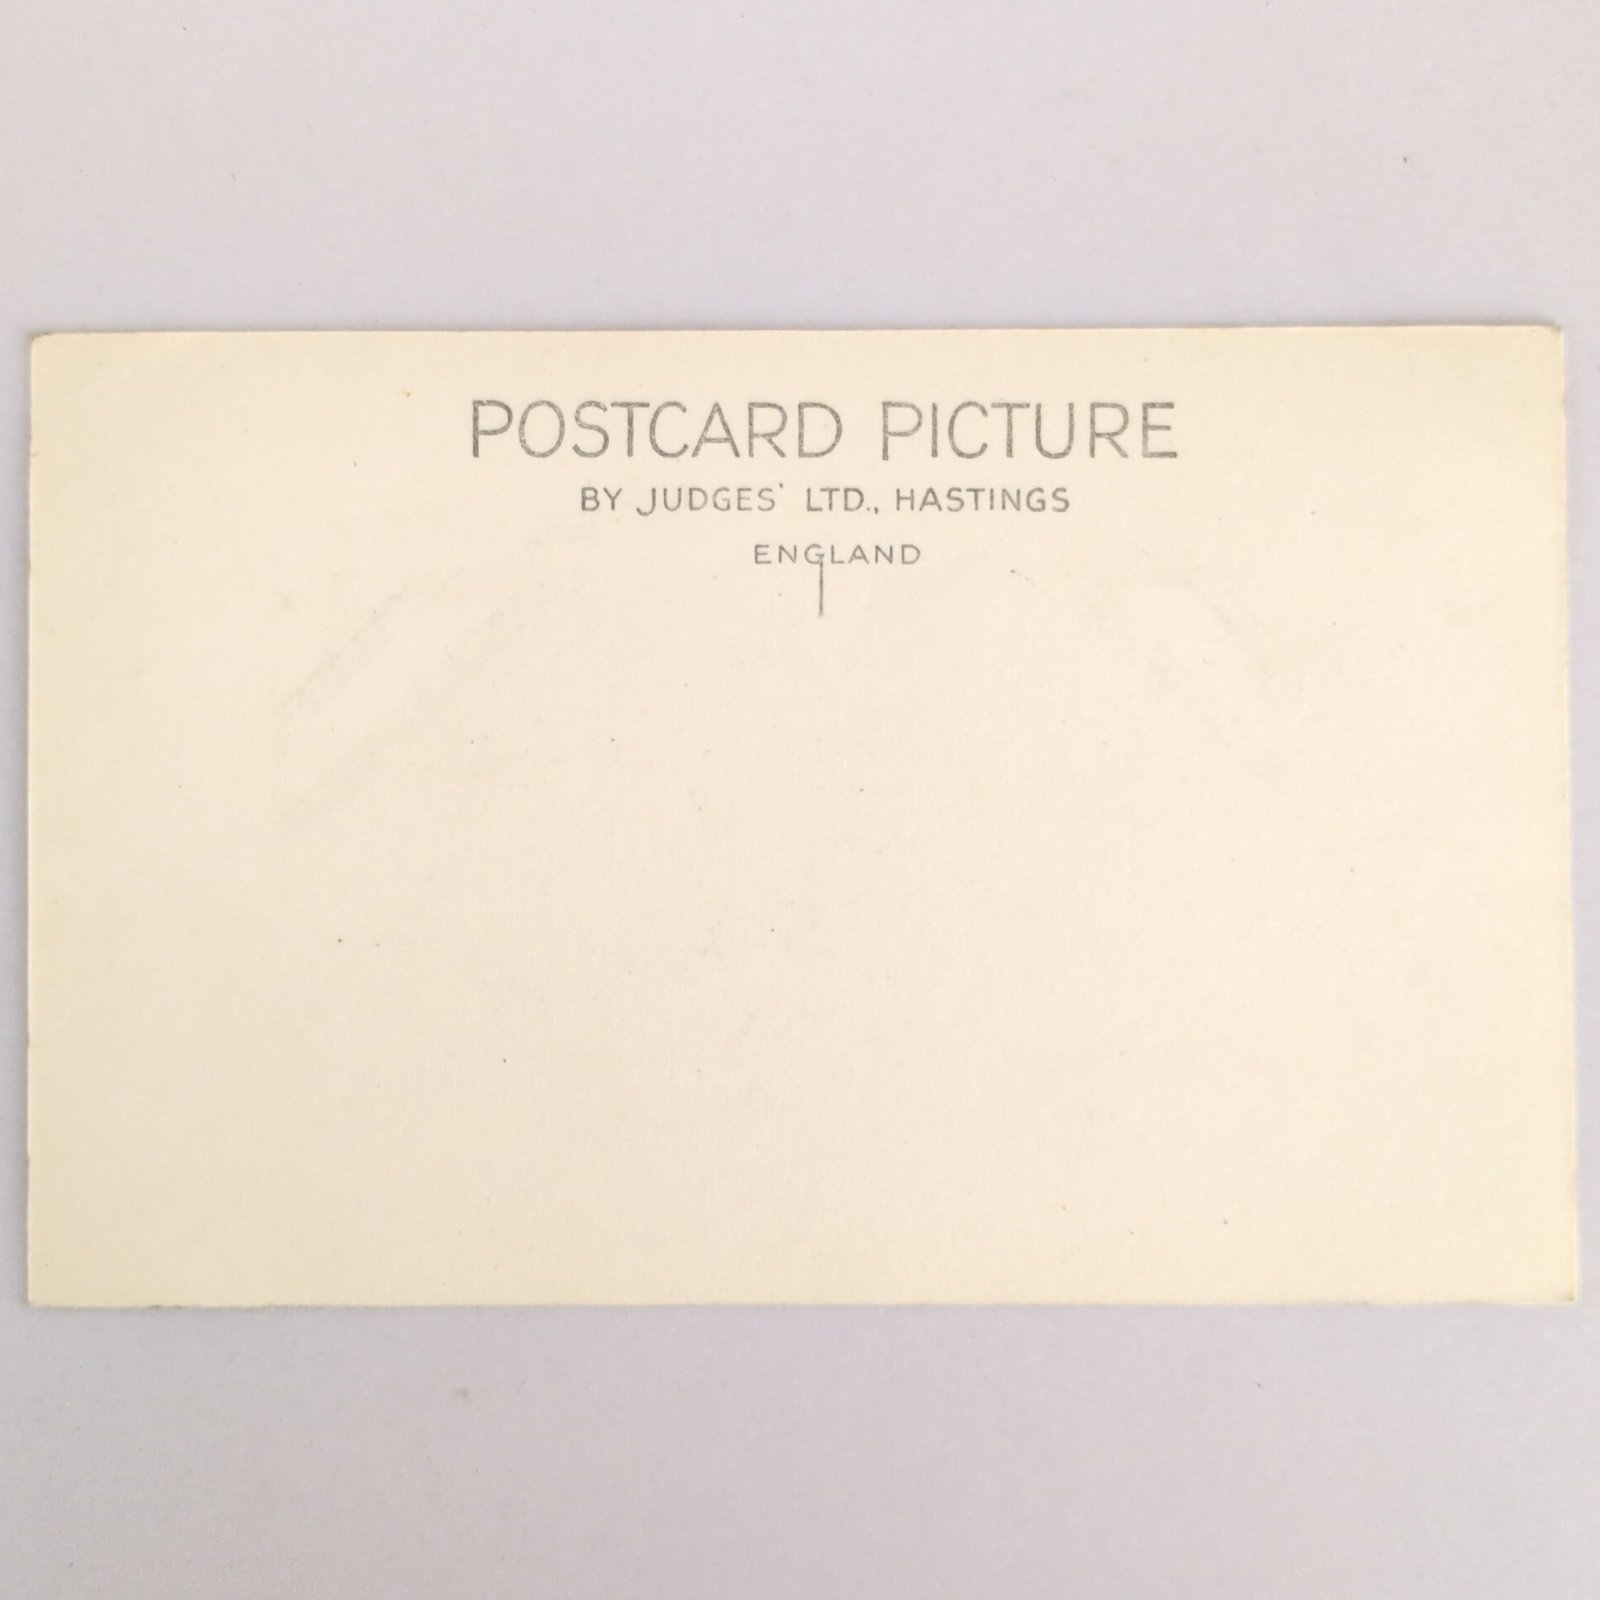 POSTCARD PICTURE
BY JUDGES' LTD., HASTINGS
ENGLAND